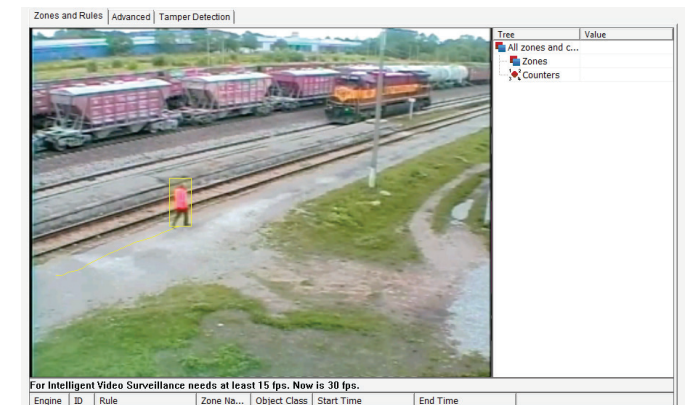 Zones and Rules Advanced Tamper Detection
Tree Value
All zones and c...
Zones
Counters
For Intelligent Video Surveillance needs at least 15 fps. Now is 30 fps.
Engine ID Rule Zone Na... Object Class Start Time End Time